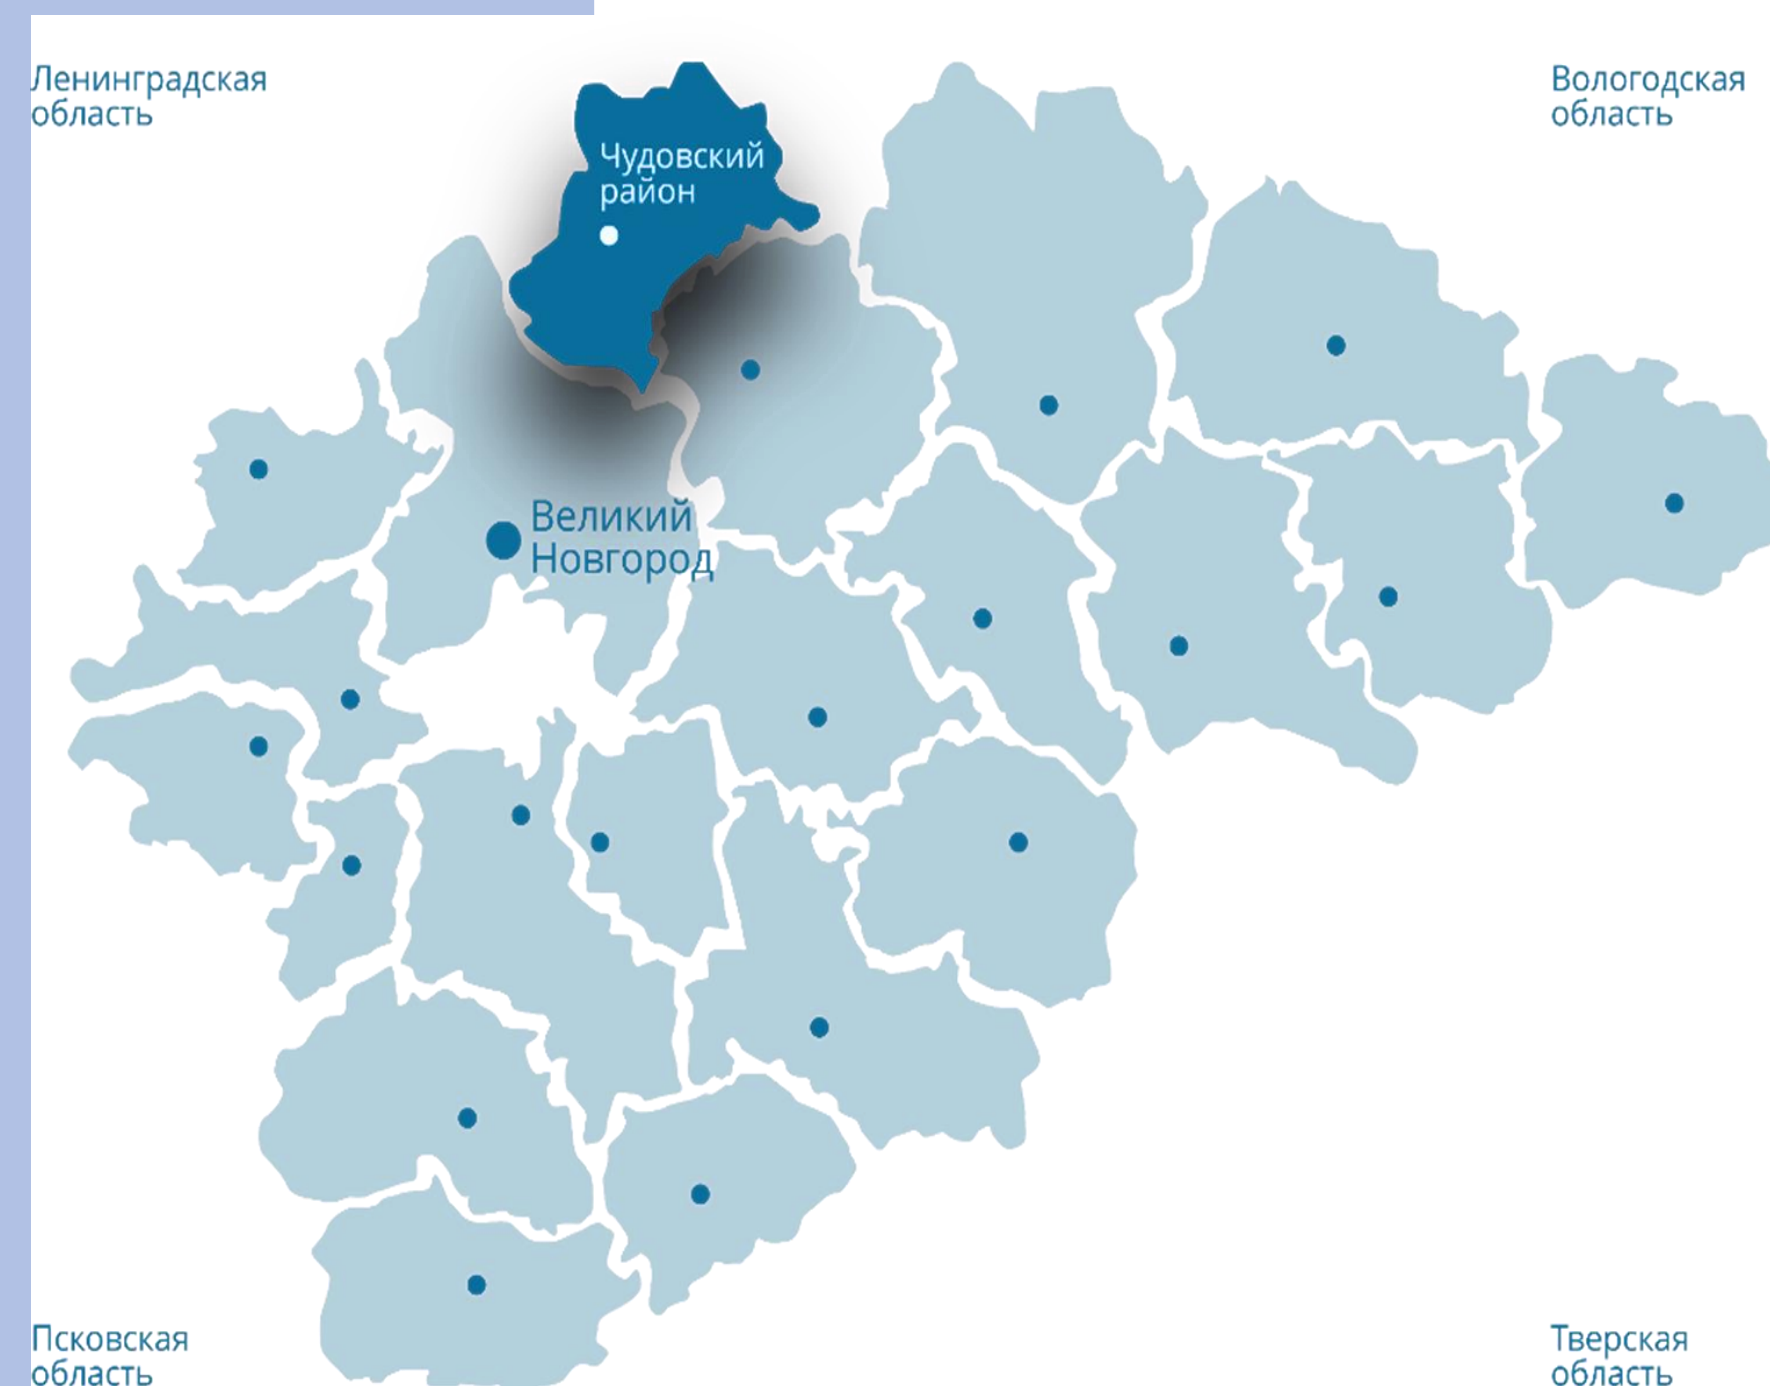 Ленинградская
область
Вологодская
область
Чудовский
район
Великий
Новгород
Псковская
область
Тверская
область